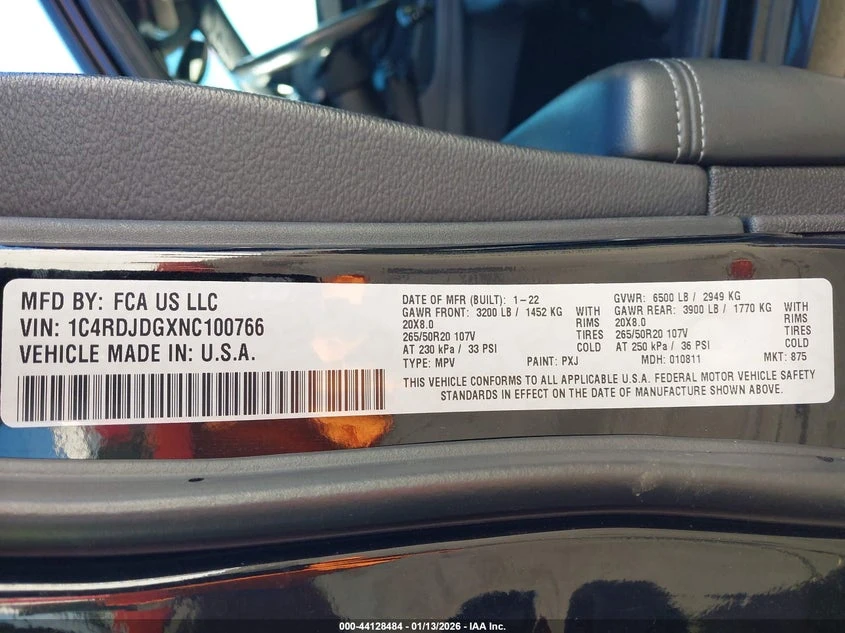 MFD BY: FCA US LLC
VIN: 1C4RDJDGXNC100766
VEHICLE MADE IN: U.S.A.
DATE OF MFR (BUILT): 1-22
GAWR FRONT: 3200 LB / 1452 KG WITH
20X8.0 RIMS
265/50R20 107V TIRES
AT 230 kPa / 33 PSI COLD
TYPE: MPV PAINT: PXJ
GVWR: 6500 LB / 2949 KG
GAWR REAR: 3900 LB / 1770 KG WITH
20X8.0 RIMS
265/50R20 107V TIRES
AT 250 kPa / 36 PSI COLD
MDH: 010811 MKT: 875
THIS VEHICLE CONFORMS TO ALL APPLICABLE U.S.A. FEDERAL MOTOR VEHICLE SAFETY
STANDARDS IN EFFECT ON THE DATE OF MANUFACTURE SHOWN ABOVE.
000-44128484 - 01/13/2026 - IAA Inc.